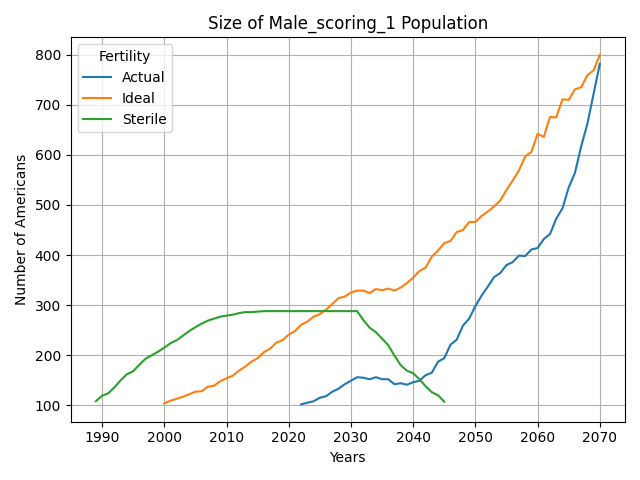 Size of Male_scoring_1 Population
Fertility
Actual
Ideal
Sterile
Number of Americans
800
700
600
500
400
300
200
100
1990 2000 2010 2020 2030 2040 2050 2060 2070
Years